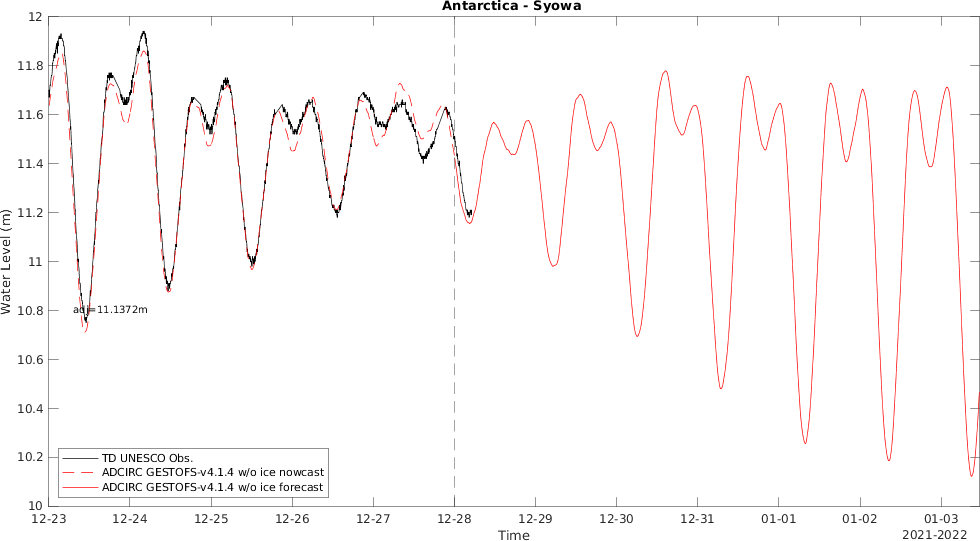 Antarctica - Syowa
12
11.8
11.6
11.4
11.2
11
10.8
10.6
10.4
10.2
10
Water Level (m)
adj=11.1372m
TD UNESCO Obs.
ADCIRC GESTOFS-v4.1.4 w/o ice nowcast
ADCIRC GESTOFS-v4.1.4 w/o ice forecast
12-23 12-24 12-25 12-26 12-27 12-28 12-29 12-30 12-31 01-01 01-02 01-03
Time
2021-2022